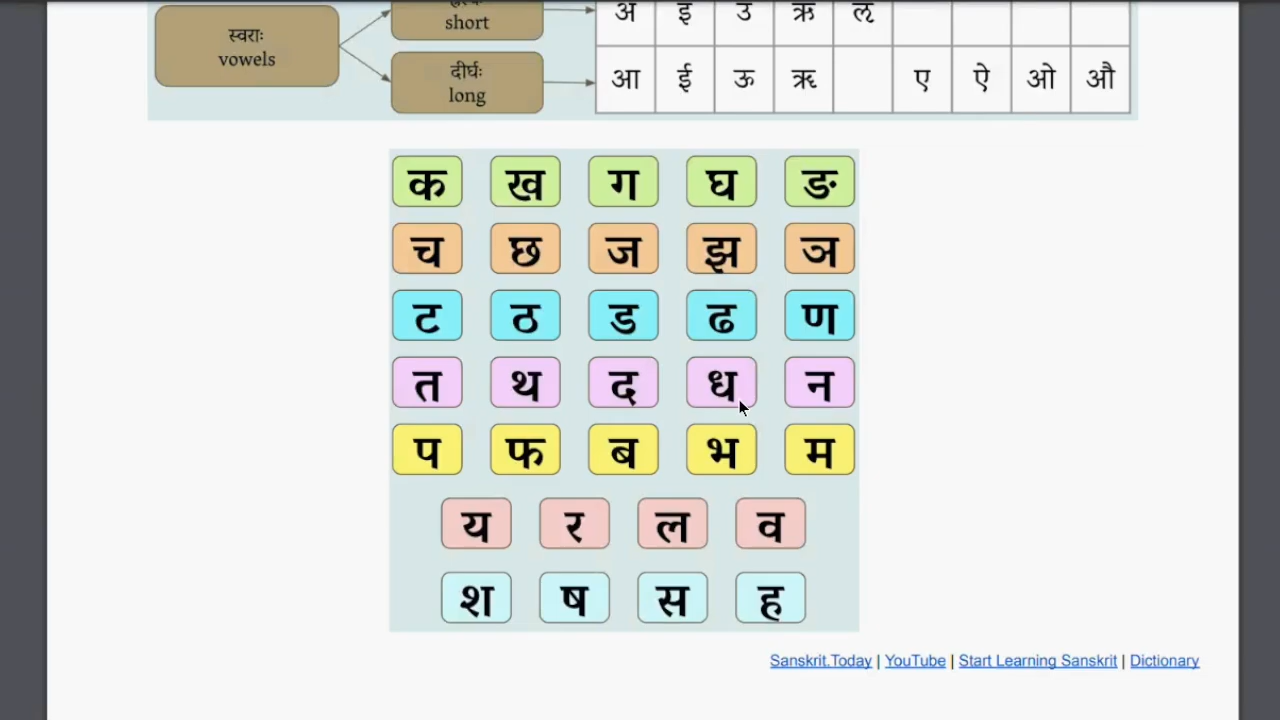 स्वराः
vowels
short
दीर्घः
long
अ इ उ ऋ ऌ
आ ई ऊ ॠ ए ऐ ओ औ
क ख ग घ ङ
च छ ज झ ञ
ट ठ ड ढ ण
त थ द ध न
प फ ब भ म
य र ल व
श ष स ह
Sanskrit.Today | YouTube | Start Learning Sanskrit | Dictionary